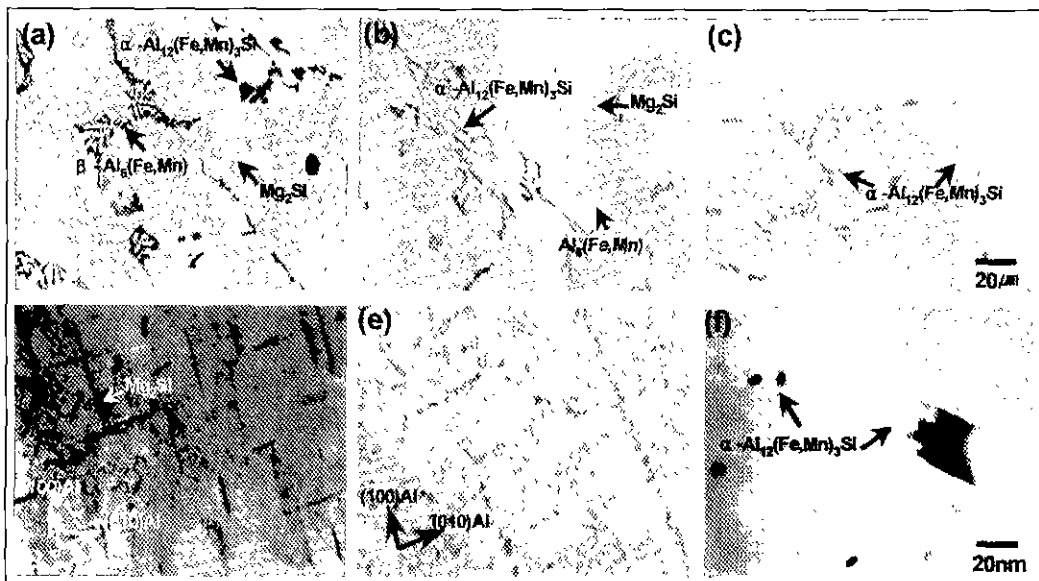 (a)
α-Al12(Fe,Mn)3Si
β-Al6(Fe,Mn)
Mg2Si
(b)
α-Al12(Fe,Mn)3Si
Mg2Si
Al6(Fe,Mn)
(c)
α-Al12(Fe,Mn)3Si
20㎛
Mg2Si
(e)
(100)Al
(010)Al
(f)
α-Al12(Fe,Mn)3Si
20nm